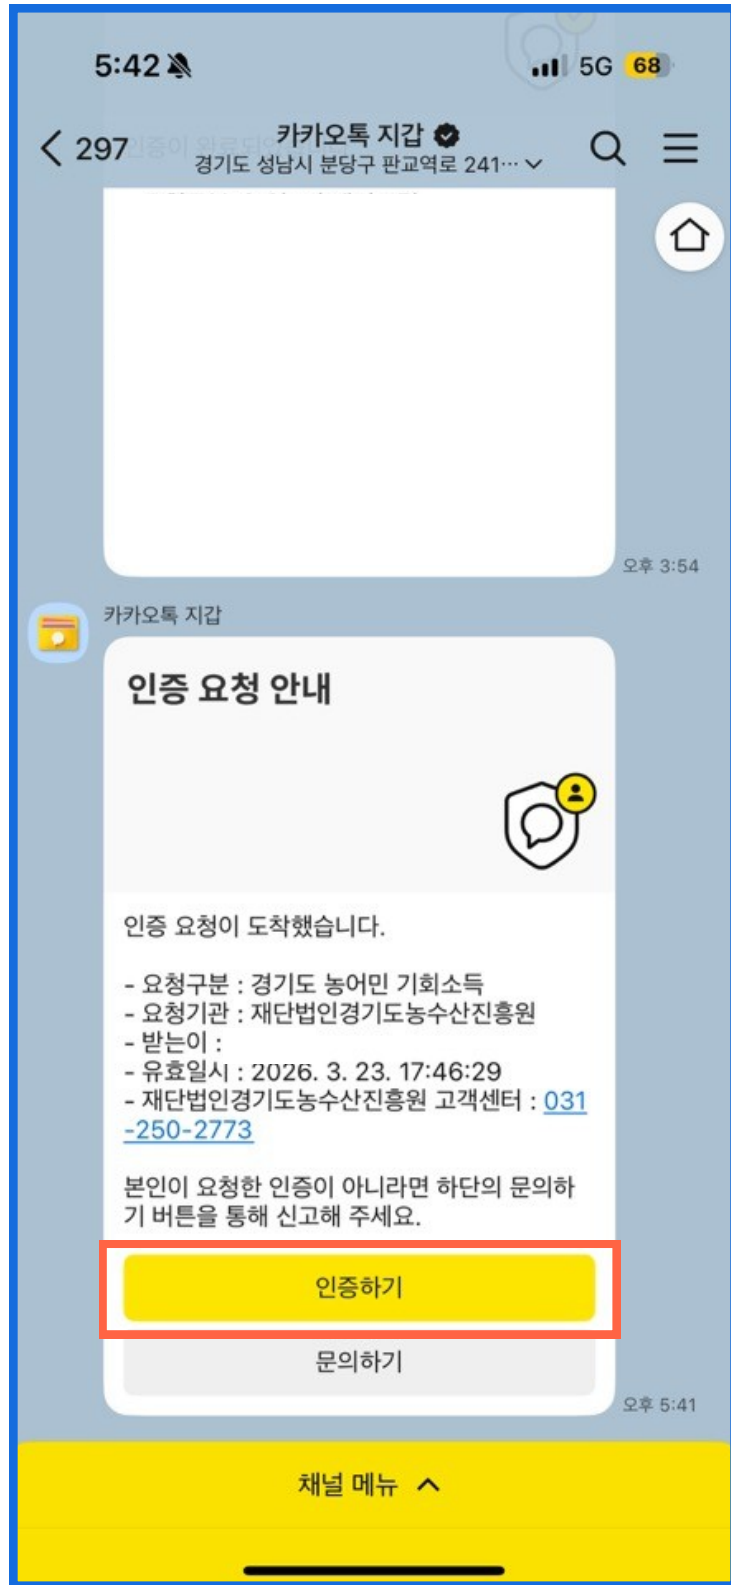 5:42
5G 68
297
카카오톡 지갑
경기도 성남시 분당구 판교역로 241…
오후 3:54
카카오톡 지갑
인증 요청 안내
인증 요청이 도착했습니다.
- 요청구분 : 경기도 농어민 기회소득
- 요청기관 : 재단법인경기도농수산진흥원
- 받는이 :
- 유효일시 : 2026. 3. 23. 17:46:29
- 재단법인경기도농수산진흥원 고객센터 : 031
-250-2773
본인이 요청한 인증이 아니라면 하단의 문의하
기 버튼을 통해 신고해 주세요.
인증하기
문의하기
오후 5:41
채널 메뉴